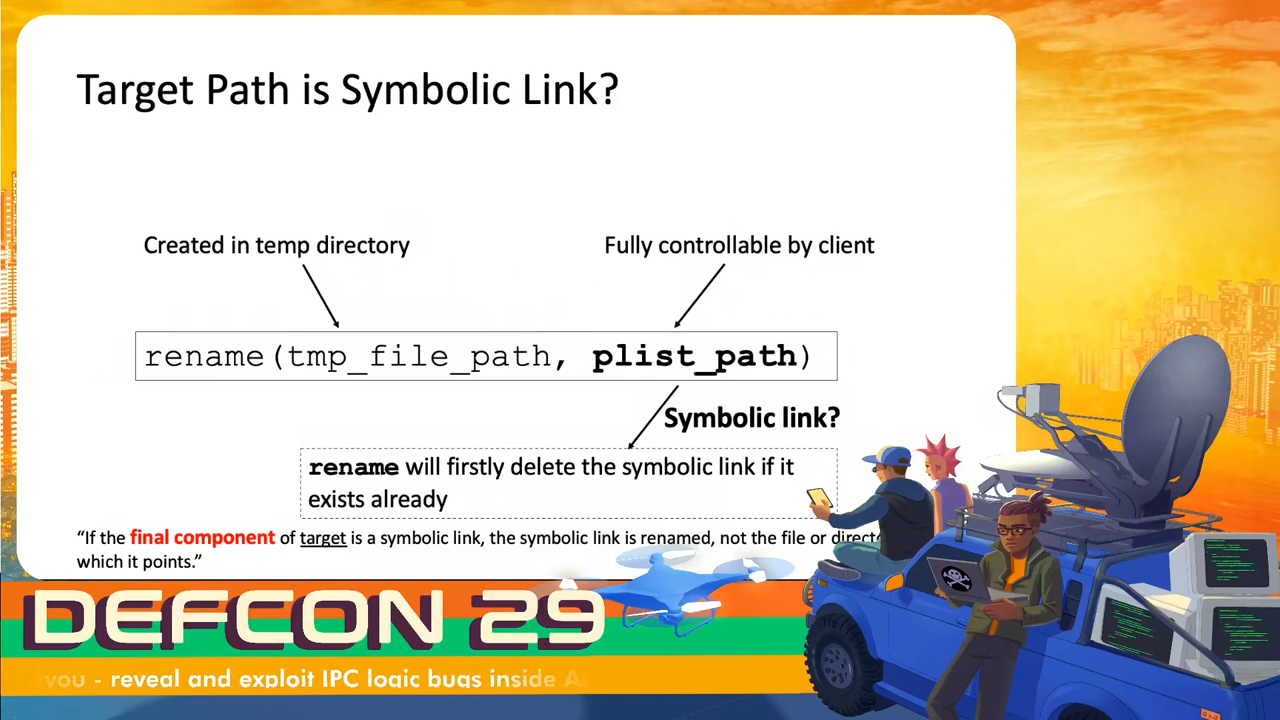 Target Path is Symbolic Link?
Created in temp directory
Fully controllable by client
rename(tmp_file_path, plist_path)
Symbolic link?
rename will firstly delete the symbolic link if it
exists already
“If the final component of target is a symbolic link, the symbolic link is renamed, not the file or
which it points.”
DEFCON 29
you - reveal and exploit IPC logic bugs inside